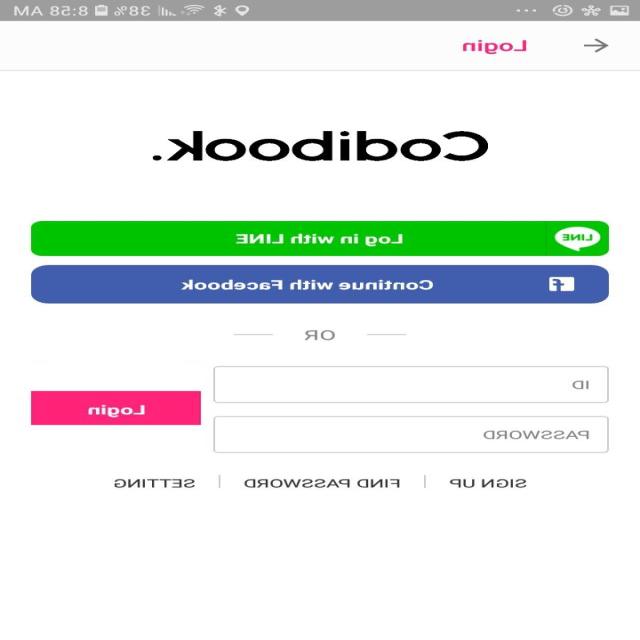 38% 8:58 AM
Login
Codibook.
LINE Log in with LINE
Continue with Facebook
OR
ID
PASSWORD
Login
SIGN UP | FIND PASSWORD | SETTING